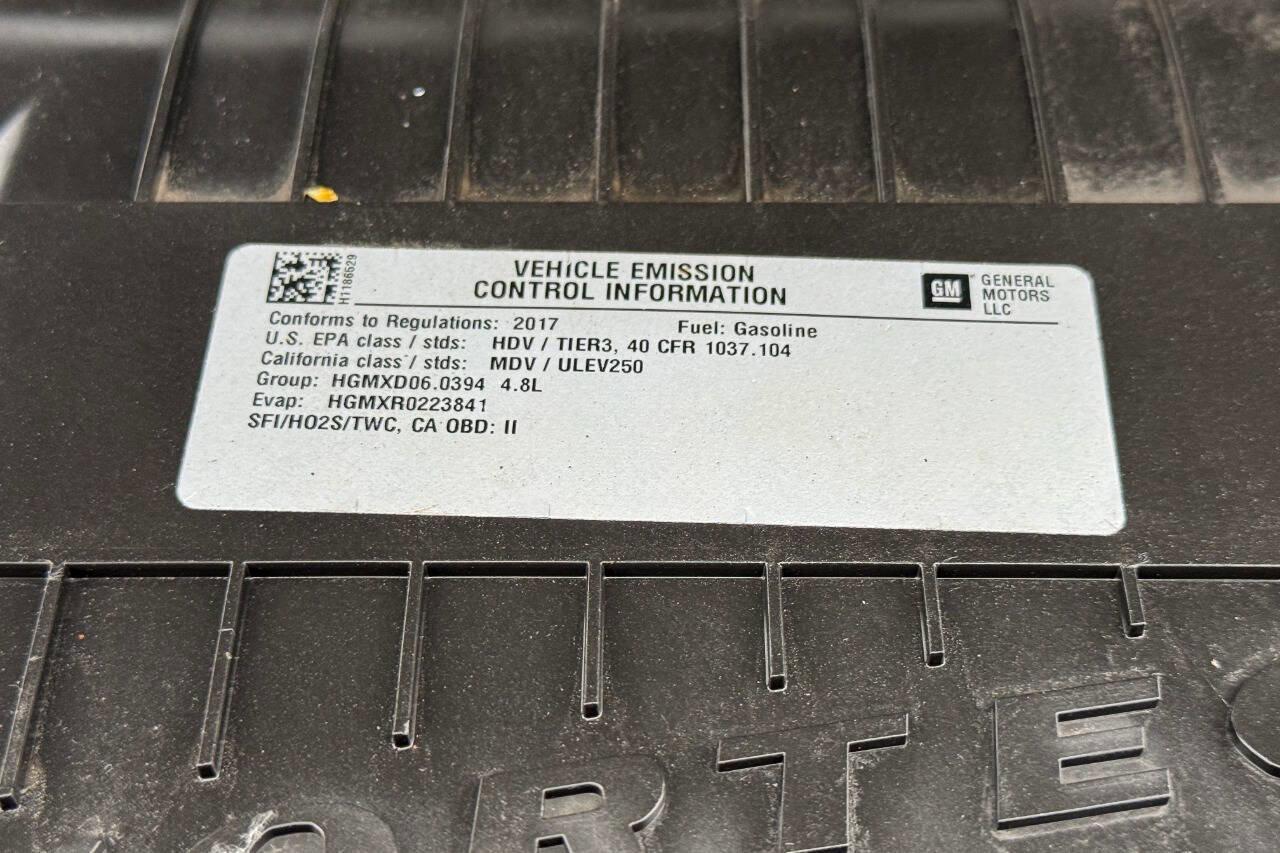 H1186529
VEHICLE EMISSION
CONTROL INFORMATION
GM
GENERAL
MOTORS
LLC
Conforms to Regulations: 2017 Fuel: Gasoline
U.S. EPA class / stds: HDV / TIER3, 40 CFR 1037.104
California class / stds: MDV / ULEV250
Group: HGMXD06.0394 4.8L
Evap: HGMXR0223841
SFI/HO2S/TWC, CA OBD: II
ORTEC